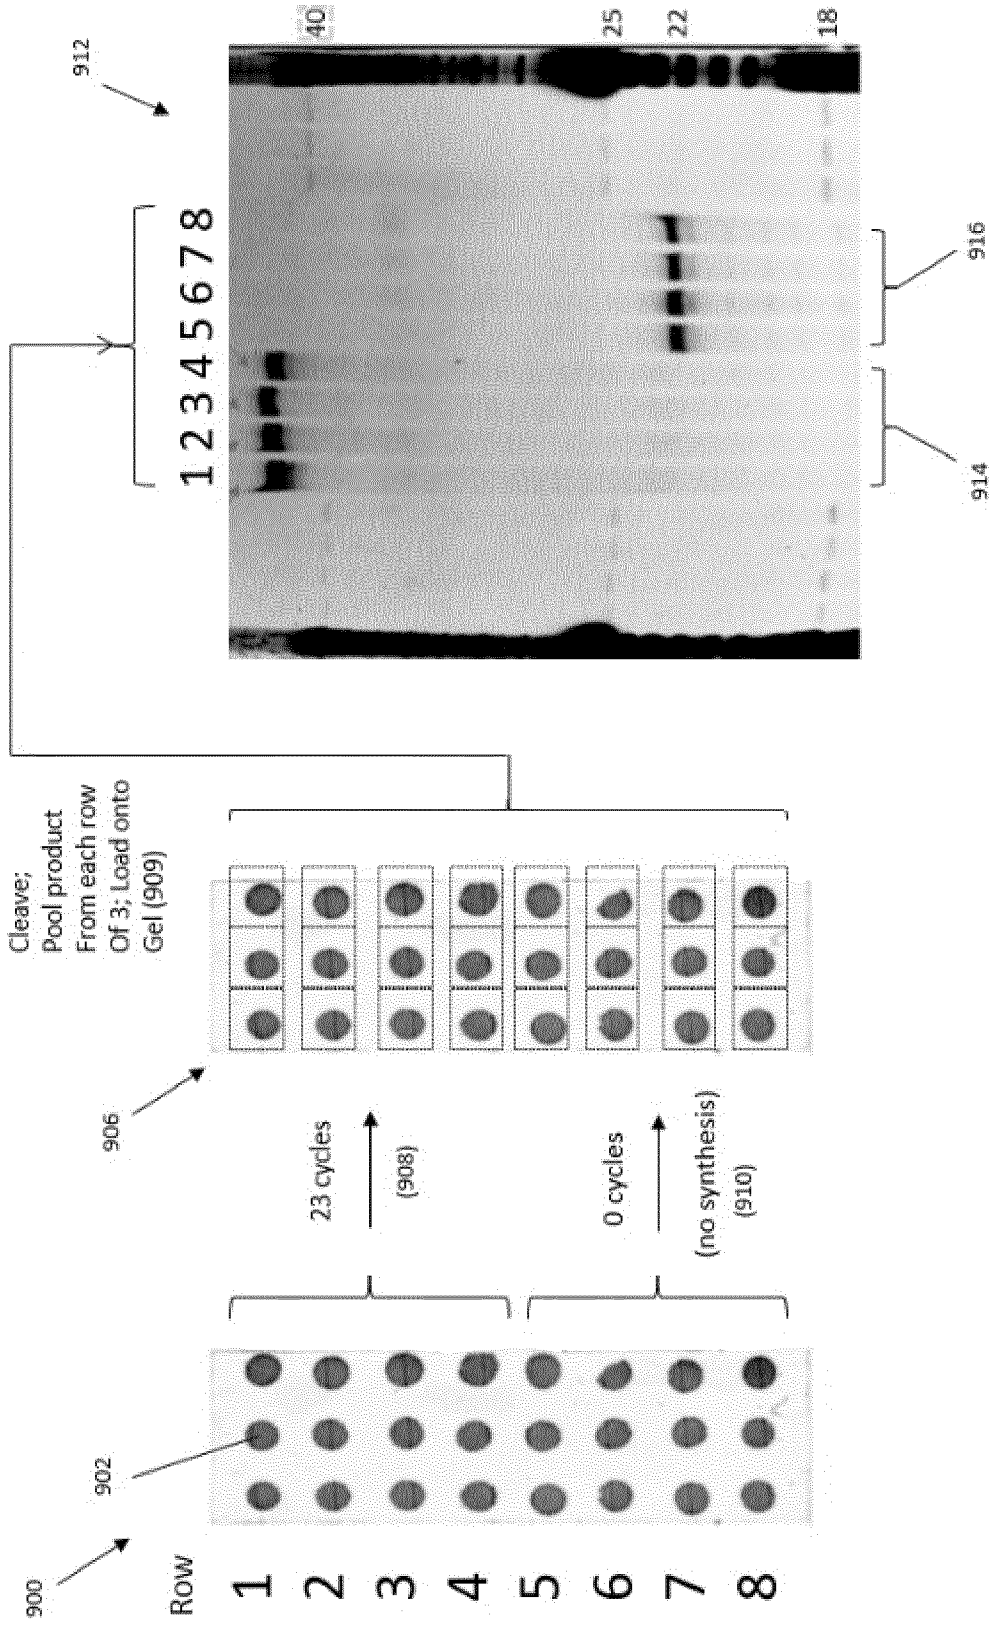 900
902
Row
1
2
3
4
5
6
7
8
23 cycles
(908)
0 cycles
(no synthesis)
(910)
906
Cleave;
Pool product
From each row
Of 3; Load onto
Gel (909)
912
1 2 3 4 5 6 7 8
40
25
22
18
914
916